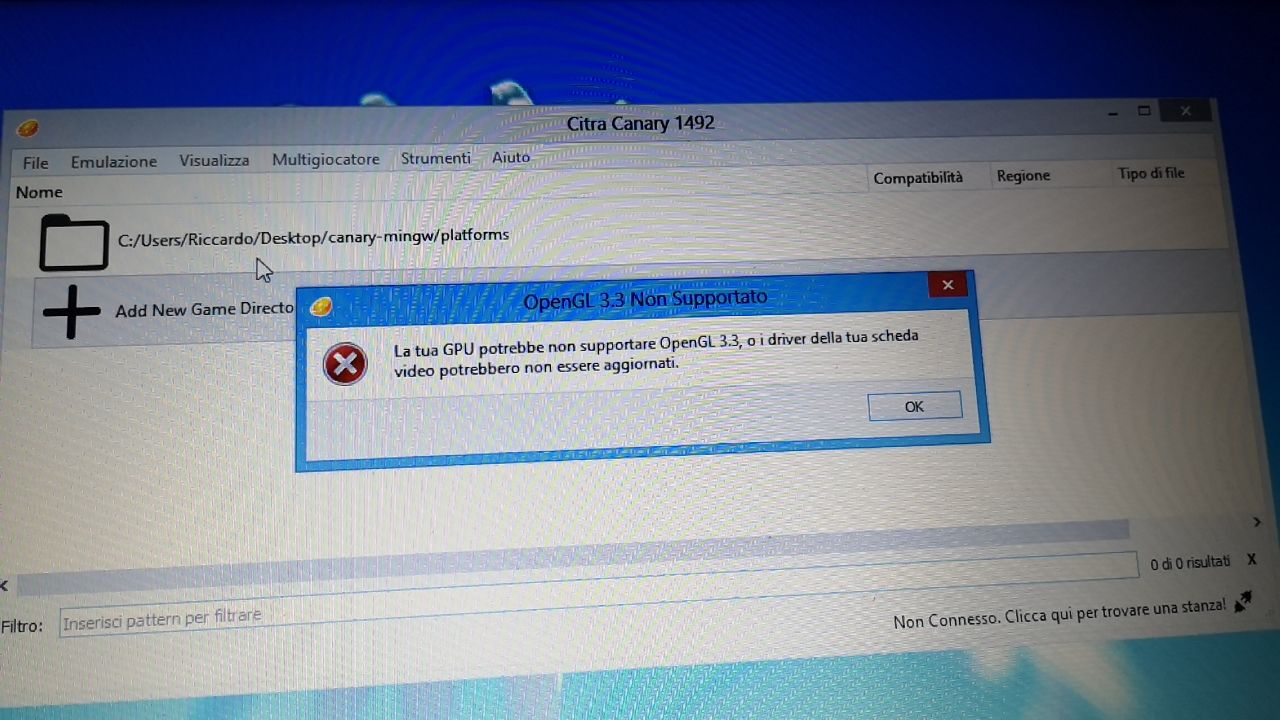 Citra Canary 1492
File Emulazione Visualizza Multigiocatore Strumenti Aiuto
Nome Compatibilità Regione Tipo di file
C:/Users/Riccardo/Desktop/canary-mingw/platforms
Add New Game Directo
OpenGL 3.3 Non Supportato
La tua GPU potrebbe non supportare OpenGL 3.3, o i driver della tua scheda
video potrebbero non essere aggiornati.
OK
Filtro: Inserisci pattern per filtrare 0 di 0 risultati X
Non Connesso. Clicca qui per trovare una stanza!